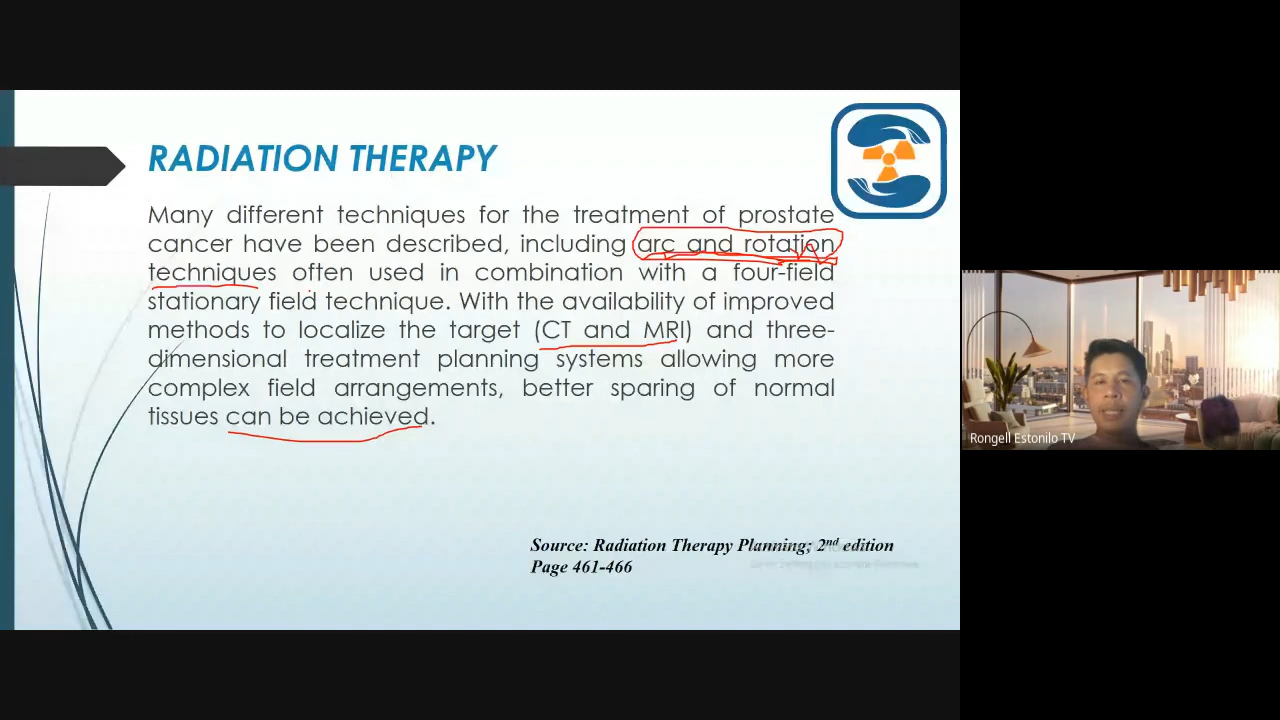 RADIATION THERAPY
Many different techniques for the treatment of prostate
cancer have been described, including arc and rotation
techniques often used in combination with a four-field
stationary field technique. With the availability of improved
methods to localize the target (CT and MRI) and three-
dimensional treatment planning systems allowing more
complex field arrangements, better sparing of normal
tissues can be achieved.
Source: Radiation Therapy Planning; 2nd edition
Page 461-466
Rongell Estonilo TV